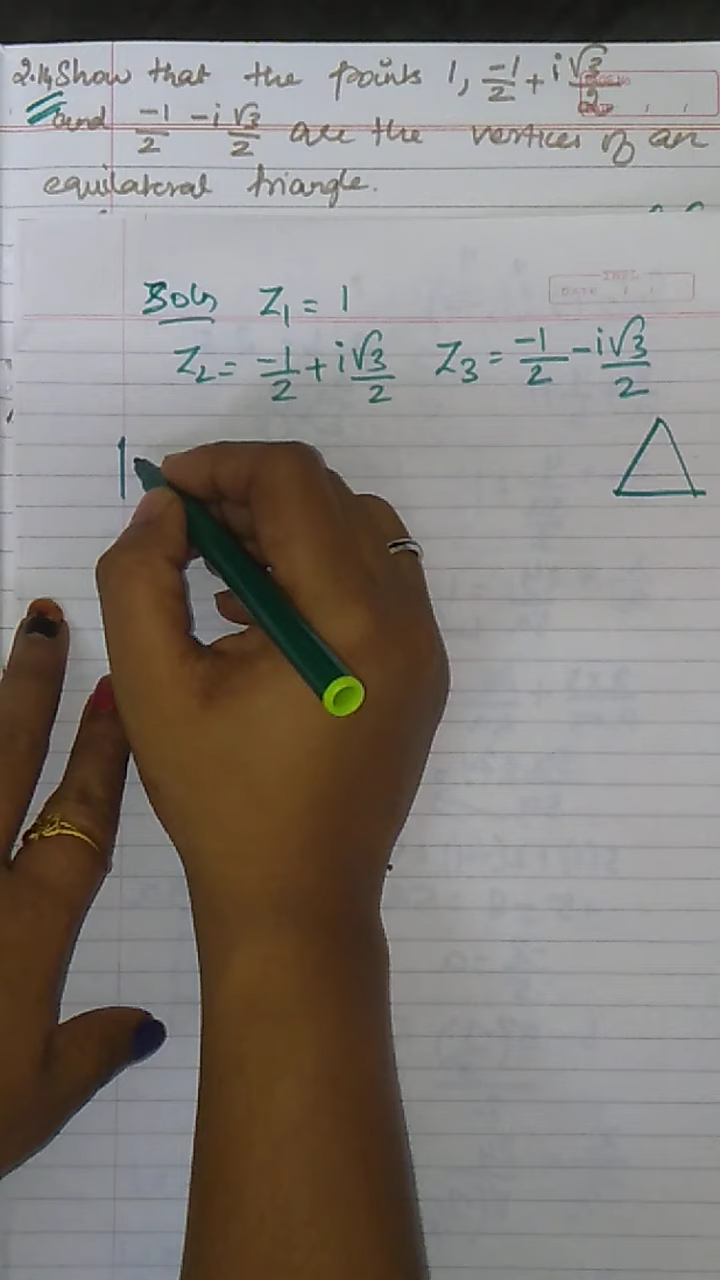 2.14 Show that the points 1, -1/2 + i√3/2
and -1/2 - i√3/2 are the vertices of an
equilateral triangle.
Soln Z₁ = 1
Z₂ = -1/2 + i√3/2 Z₃ = -1/2 - i√3/2
|